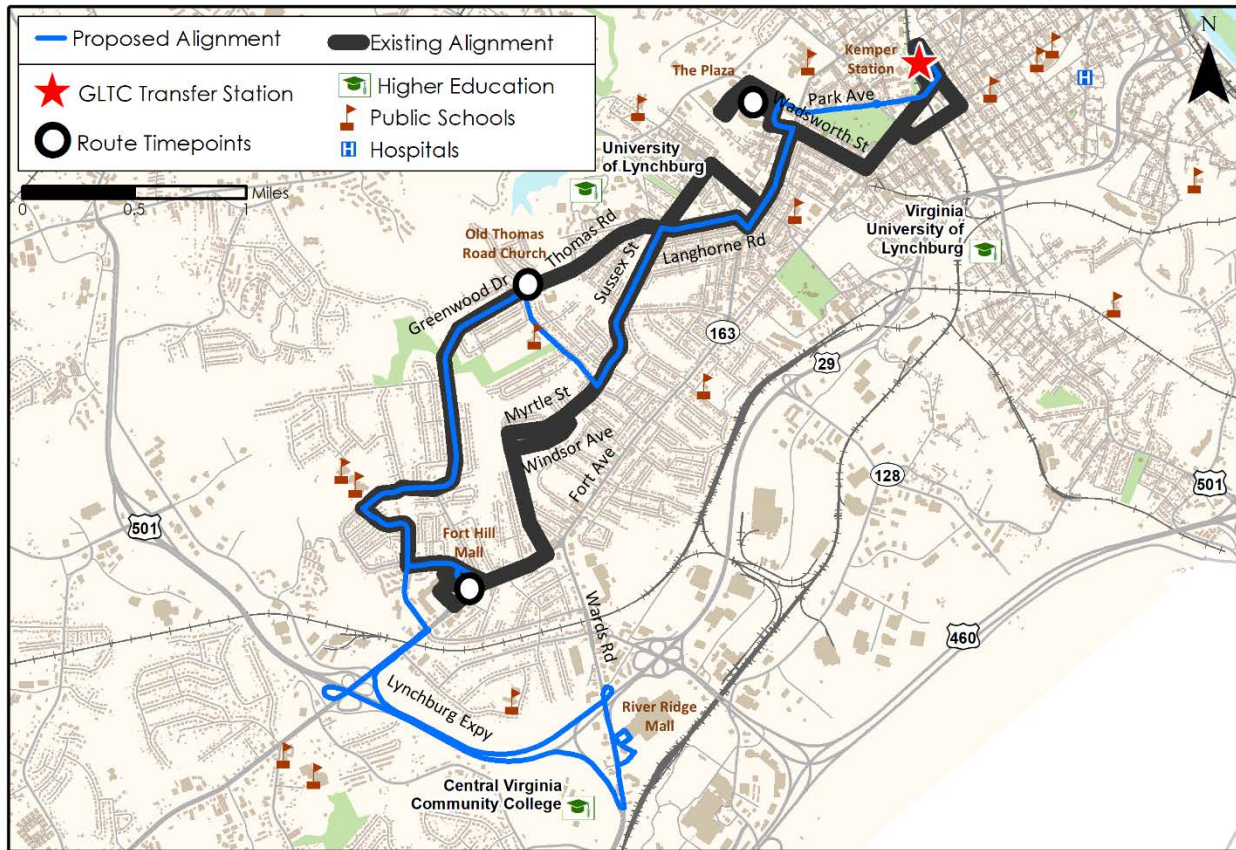 Proposed Alignment
Existing Alignment
GLTC Transfer Station
Route Timepoints
Higher Education
Public Schools
H Hospitals
0
0.5
1
Miles
N
Kemper
Station
H
The Plaza
Park Ave
Wadsworth St
University
of Lynchburg
Virginia
University of
Lynchburg
Old Thomas
Road Church
Thomas Rd
Langhorne Rd
Sussex St
Greenwood Dr
163
29
Myrtle St
Windsor Ave
Fort Ave
128
501
501
Fort Hill
Mall
460
Wards Rd
Lynchburg Expy
River Ridge
Mall
Central Virginia
Community College